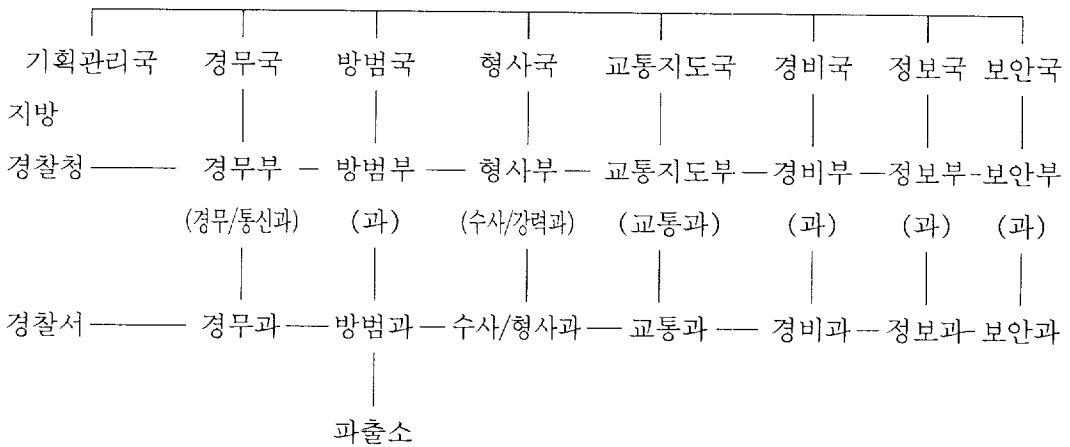 기획관리국 경무국 방범국 형사국 교통지도국 경비국 정보국 보안국
지방
경찰청 경무부 방범부 형사부 교통지도부 경비부 정보부 보안부
(경무/통신과) (과) (수사/강력과) (교통과) (과) (과) (과)
경찰서 경무과 방범과 수사/형사과 교통과 경비과 정보과 보안과
파출소